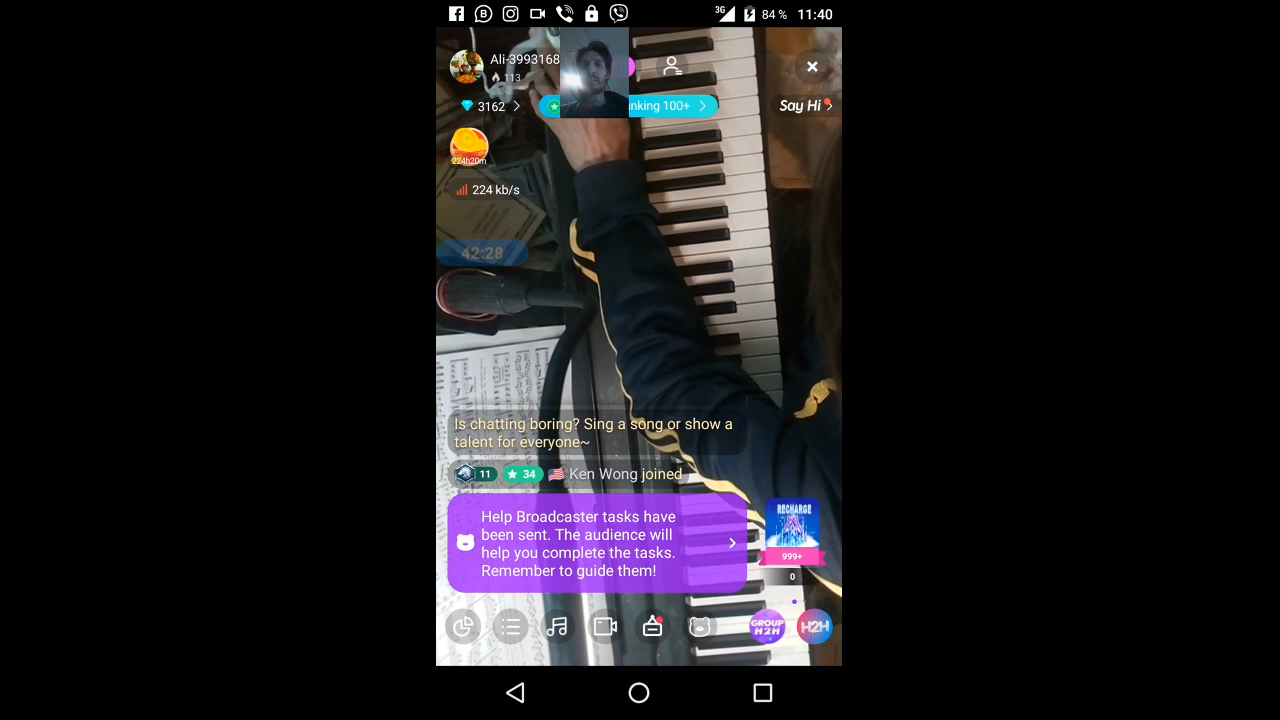 3G 84 % 11:40
Ali-3993168
113
3162
nking 100+
Say Hi
224h20m
224 kb/s
42:28
Is chatting boring? Sing a song or show a
talent for everyone~
11 34 Ken Wong joined
Help Broadcaster tasks have
been sent. The audience will
help you complete the tasks.
Remember to guide them!
RECHARGE
999+
0
GROUP
H2H
H2H